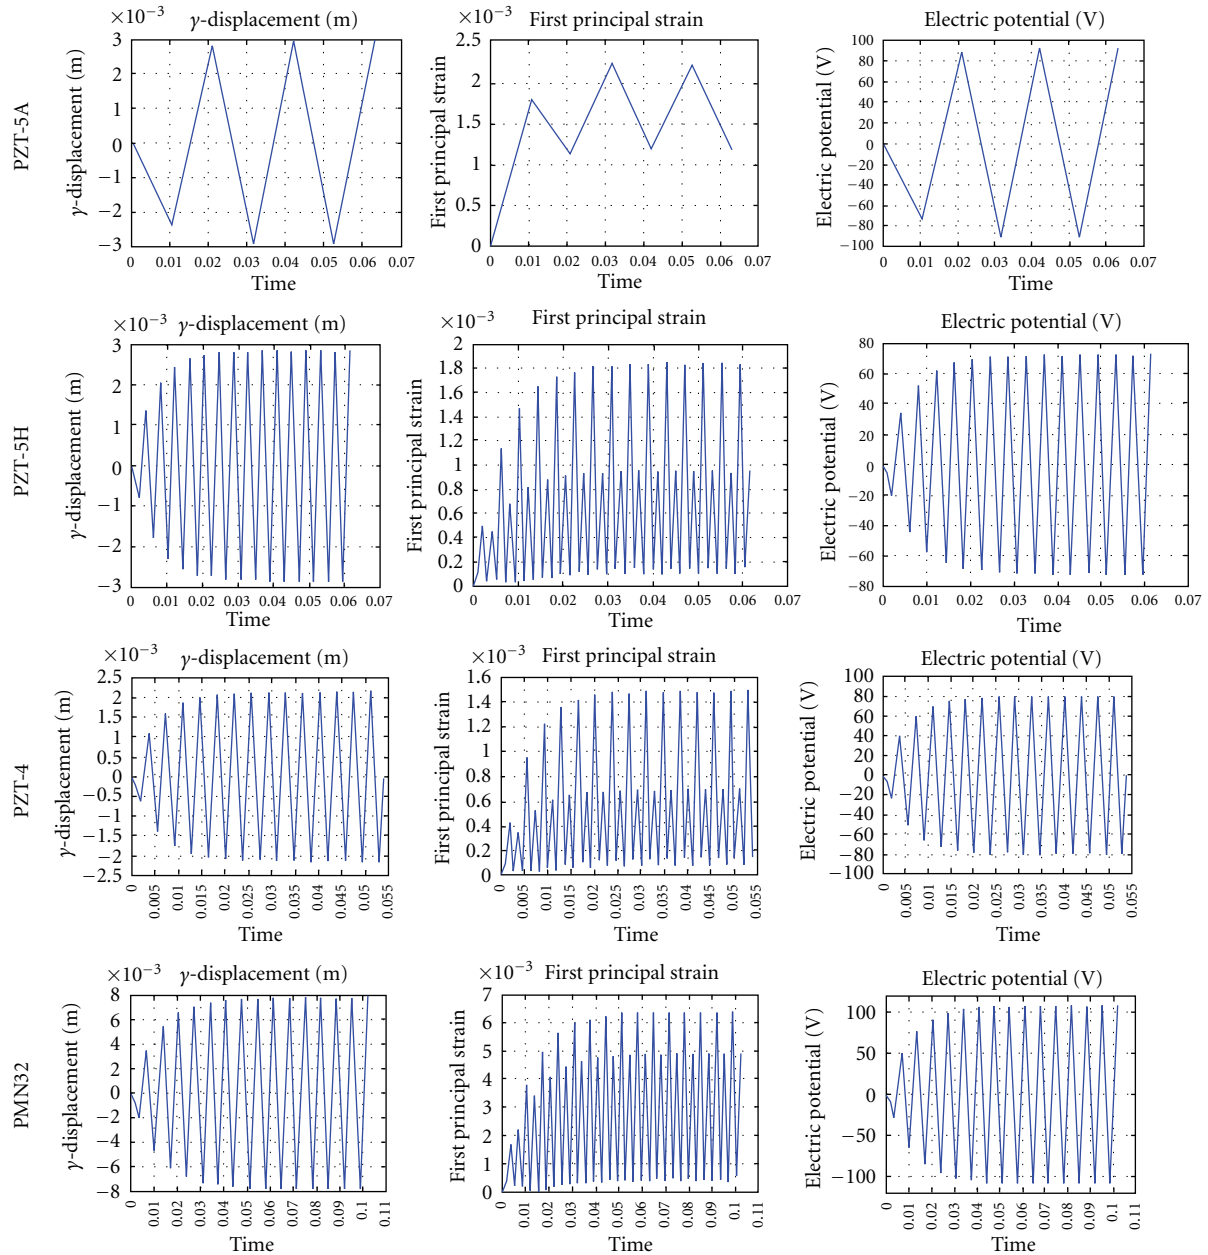 ×10⁻³ γ-displacement (m)
3
2
1
0
−1
−2
−3
0 0.01 0.02 0.03 0.04 0.05 0.06 0.07
Time
γ-displacement (m)
PZT-5A
×10⁻³ First principal strain
2.5
2
1.5
1
0.5
0
0 0.01 0.02 0.03 0.04 0.05 0.06 0.07
Time
First principal strain
Electric potential (V)
100
80
60
40
20
0
−20
−40
−60
−80
−100
0 0.01 0.02 0.03 0.04 0.05 0.06 0.07
Time
Electric potential (V)
×10⁻³ γ-displacement (m)
3
2
1
0
−1
−2
−3
0 0.01 0.02 0.03 0.04 0.05 0.06 0.07
Time
γ-displacement (m)
PZT-5H
×10⁻³ First principal strain
2
1.8
1.6
1.4
1.2
1
0.8
0.6
0.4
0.2
0
0 0.01 0.02 0.03 0.04 0.05 0.06 0.07
Time
First principal strain
Electric potential (V)
80
60
40
20
0
−20
−40
−60
−80
0 0.01 0.02 0.03 0.04 0.05 0.06 0.07
Time
Electric potential (V)
×10⁻³ γ-displacement (m)
2.5
2
1.5
1
0.5
0
−0.5
−1
−1.5
−2
−2.5
0 0.005 0.01 0.015 0.02 0.025 0.03 0.035 0.04 0.045 0.05 0.055
Time
γ-displacement (m)
PZT-4
×10⁻³ First principal strain
1.6
1.4
1.2
1
0.8
0.6
0.4
0.2
0
0 0.005 0.01 0.015 0.02 0.025 0.03 0.035 0.04 0.045 0.05 0.055
Time
First principal strain
Electric potential (V)
100
80
60
40
20
0
−20
−40
−60
−80
−100
0 0.005 0.01 0.015 0.02 0.025 0.03 0.035 0.04 0.045 0.05 0.055
Time
Electric potential (V)
×10⁻³ γ-displacement (m)
8
6
4
2
0
−2
−4
−6
−8
0 0.01 0.02 0.03 0.04 0.05 0.06 0.07 0.08 0.09 0.1 0.11
Time
γ-displacement (m)
PMN32
×10⁻³ First principal strain
7
6
5
4
3
2
1
0
0 0.01 0.02 0.03 0.04 0.05 0.06 0.07 0.08 0.09 0.1 0.11
Time
First principal strain
Electric potential (V)
100
50
0
−50
−100
0 0.01 0.02 0.03 0.04 0.05 0.06 0.07 0.08 0.09 0.1 0.11
Time
Electric potential (V)